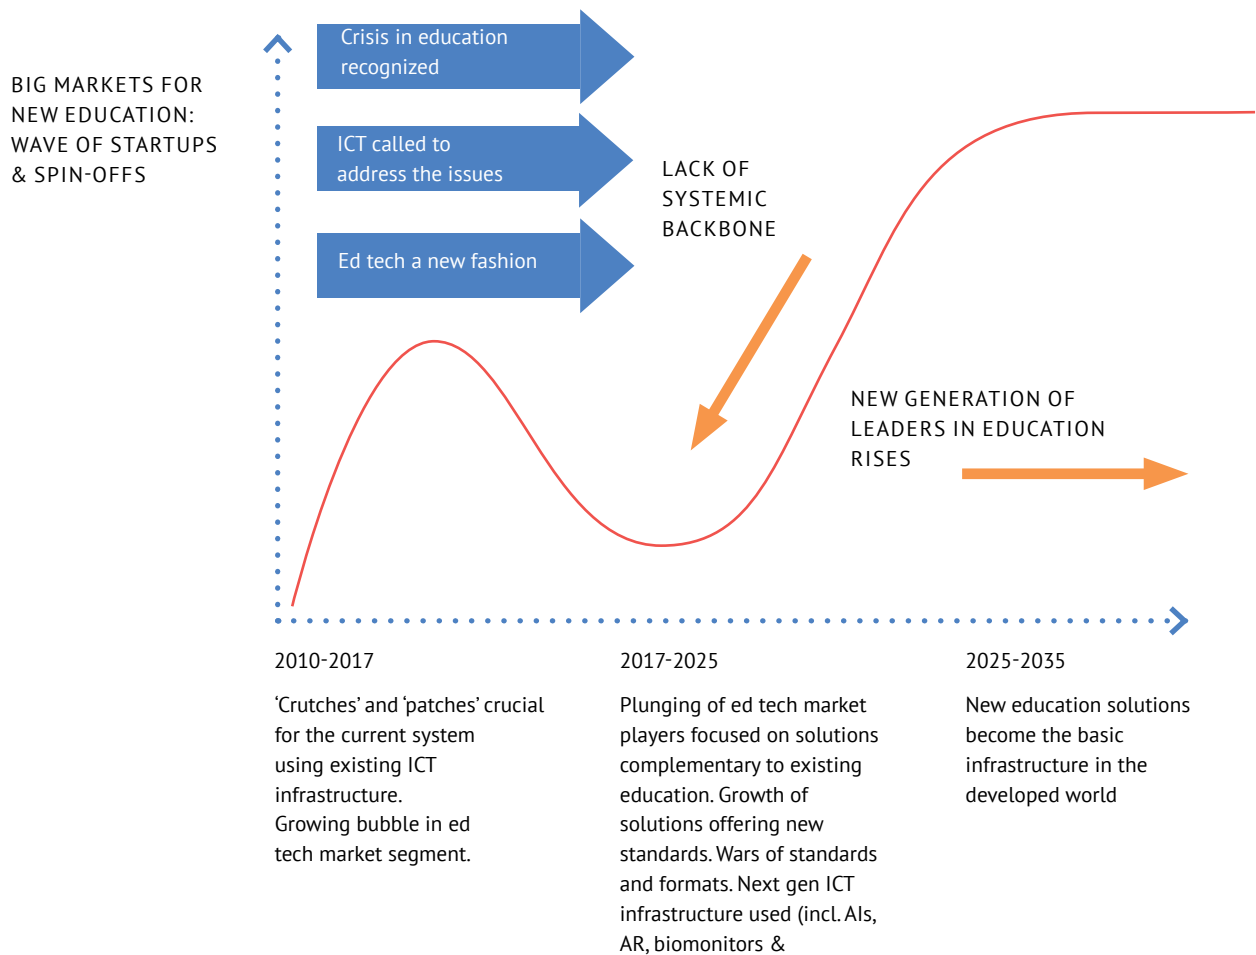 BIG MARKETS FOR
NEW EDUCATION:
WAVE OF STARTUPS
& SPIN-OFFS
Crisis in education
recognized
ICT called to
address the issues
Ed tech a new fashion
LACK OF
SYSTEMIC
BACKBONE
NEW GENERATION OF
LEADERS IN EDUCATION
RISES
2010-2017
‘Crutches’ and ‘patches’ crucial
for the current system
using existing ICT
infrastructure.
Growing bubble in ed
tech market segment.
2017-2025
Plunging of ed tech market
players focused on solutions
complementary to existing
education. Growth of
solutions offering new
standards. Wars of standards
and formats. Next gen ICT
infrastructure used (incl. AIs,
AR, biomonitors &
2025-2035
New education solutions
become the basic
infrastructure in the
developed world